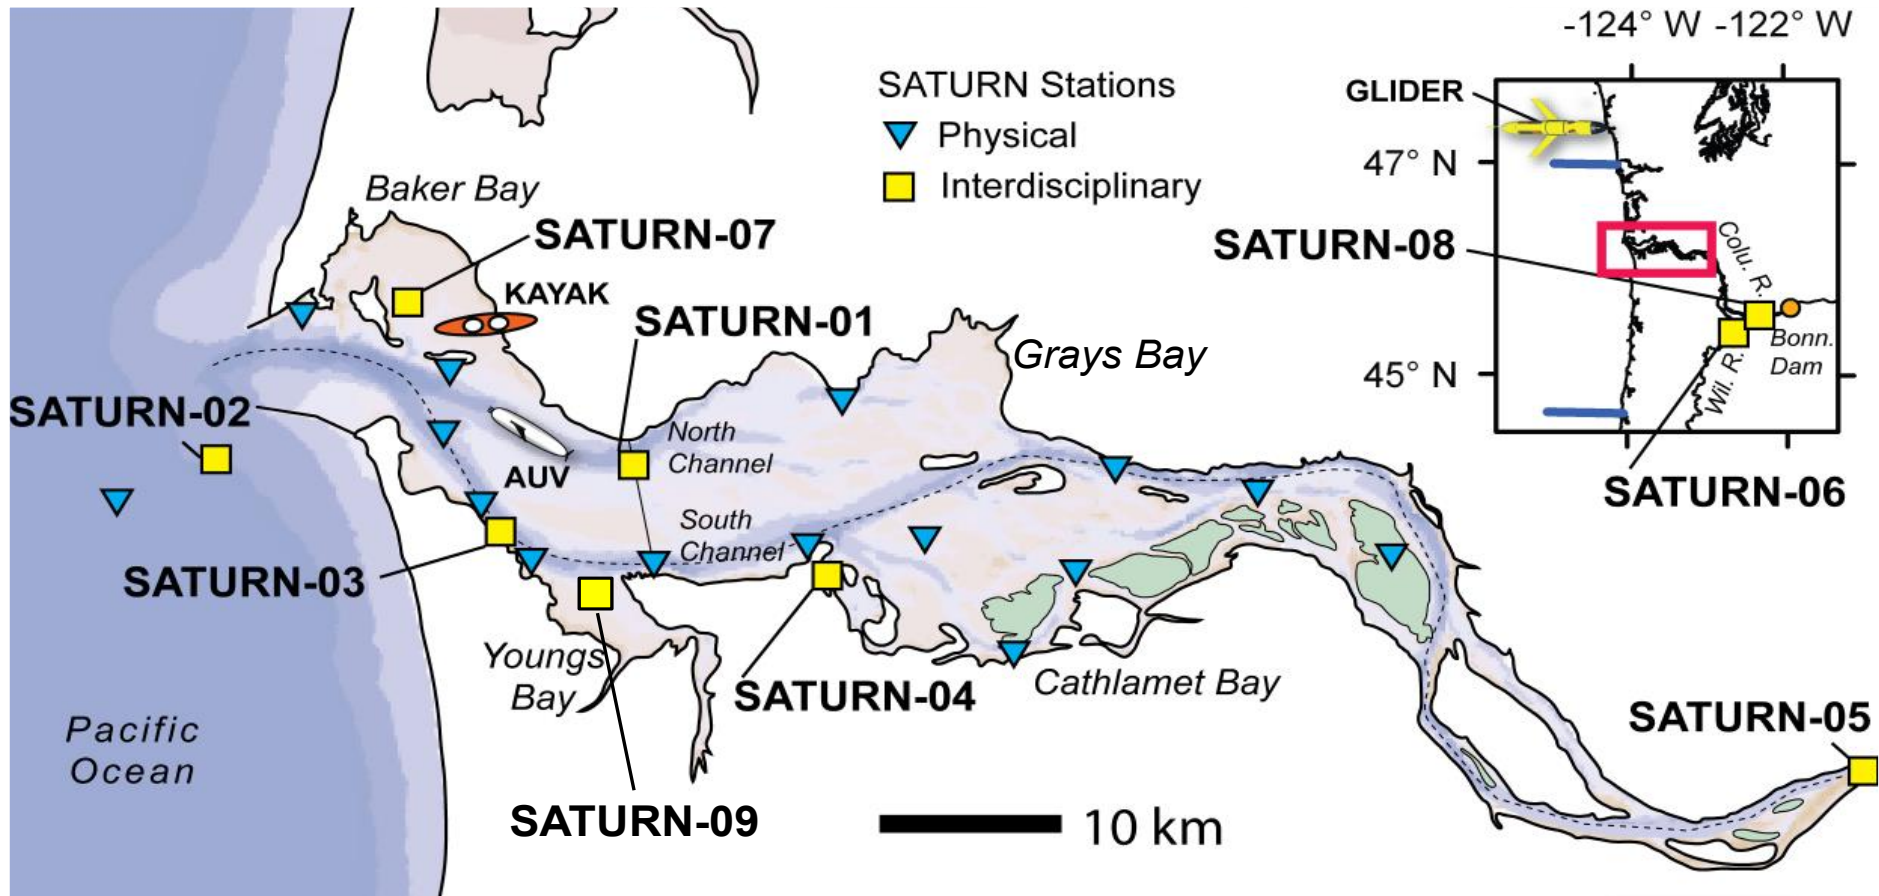 -124° W -122° W
SATURN Stations
Physical
Interdisciplinary
GLIDER
47° N
SATURN-08
Colu. R.
45° N
Bonn.
Dam
Wil. R.
SATURN-06
Baker Bay
SATURN-07
KAYAK
SATURN-01
Grays Bay
SATURN-02
North
Channel
AUV
South
Channel
SATURN-03
Youngs
Bay
SATURN-04
Cathlamet Bay
SATURN-05
Pacific
Ocean
SATURN-09
10 km